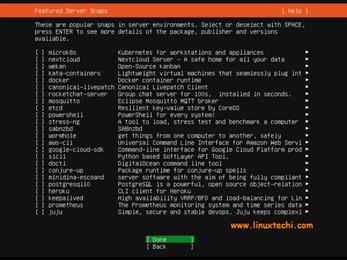 Featured Server Snaps [ Help ]
These are popular snaps in server environments. Select or deselect with SPACE,
press ENTER to see more details of the package, publisher and versions
available.
[ ] microk8s Kubernetes for workstations and appliances ▸
[ ] nextcloud Nextcloud Server - A safe home for all your data ▸
[ ] wekan Open-Source kanban ▸
[ ] kata-containers Lightweight virtual machines that seamlessly plug int ▸
[ ] docker Docker container runtime ▸
[ ] canonical-livepatch Canonical Livepatch Client ▸
[ ] rocketchat-server Group chat server for 100s, installed in seconds. ▸
[ ] mosquitto Eclipse Mosquitto MQTT broker ▸
[ ] etcd Resilient key-value store by CoreOS ▸
[ ] powershell PowerShell for every system! ▸
[ ] stress-ng A tool to load, stress test and benchmark a computer ▸
[ ] sabnzbd SABnzbd ▸
[ ] wormhole get things from one computer to another, safely ▸
[ ] aws-cli Universal Command Line Interface for Amazon Web Servi ▸
[ ] google-cloud-sdk Command-line interface for Google Cloud Platform prod ▸
[ ] slcli Python based SoftLayer API Tool. ▸
[ ] doctl DigitalOcean command line tool ▸
[ ] conjure-up Package runtime for conjure-up spells ▸
[ ] minidlna-escoand server software with the aim of being fully compliant ▸
[ ] postgresql10 PostgreSQL is a powerful, open source object-relation ▸
[ ] heroku CLI client for Heroku ▸
[ ] keepalived High availability VRRP/BFD and load-balancing for Lin ▸
[ ] prometheus The Prometheus monitoring system and time series data ▸
[ ] juju Simple, secure and stable devops. Juju keeps complexi ▸
www.linuxtechi.com
[ Done ]
[ Back ]